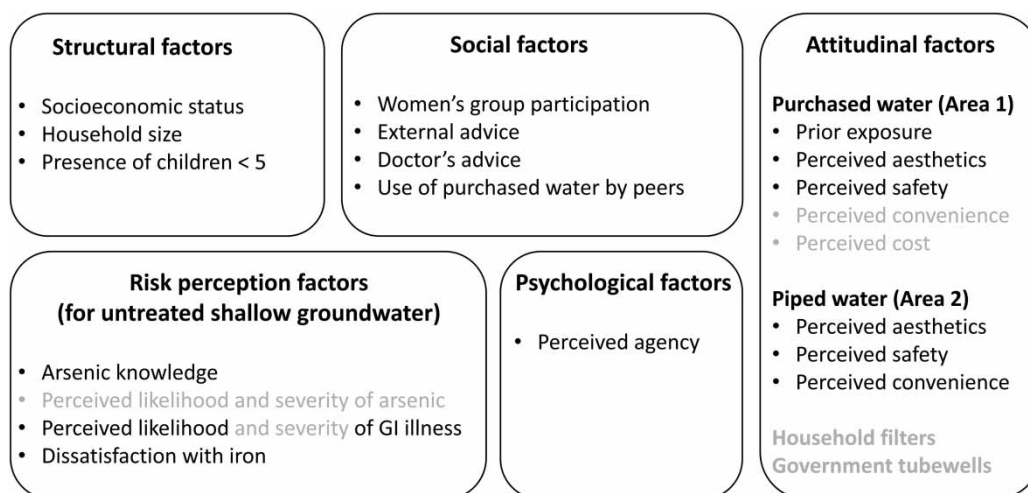 Structural factors
• Socioeconomic status
• Household size
• Presence of children < 5
Social factors
• Women's group participation
• External advice
• Doctor's advice
• Use of purchased water by peers
Attitudinal factors
Purchased water (Area 1)
• Prior exposure
• Perceived aesthetics
• Perceived safety
• Perceived convenience
• Perceived cost
Piped water (Area 2)
• Perceived aesthetics
• Perceived safety
• Perceived convenience
Household filters
Government tubewells
Risk perception factors
(for untreated shallow groundwater)
• Arsenic knowledge
• Perceived likelihood and severity of arsenic
• Perceived likelihood and severity of GI illness
• Dissatisfaction with iron
Psychological factors
• Perceived agency